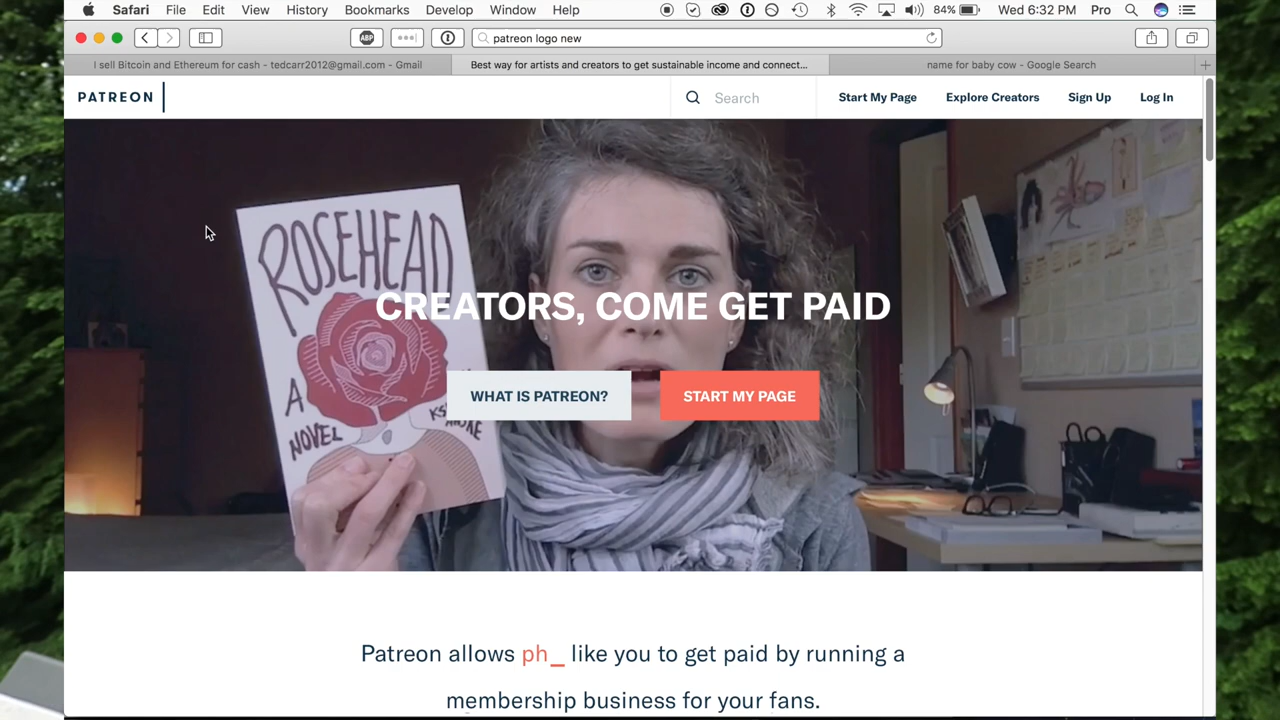 Safari File Edit View History Bookmarks Develop Window Help 84% Wed 6:32 PM Pro
ABP patreon logo new
I sell Bitcoin and Ethereum for cash - tedcarr2012@gmail.com - Gmail Best way for artists and creators to get sustainable income and connect... name for baby cow - Google Search
PATREON Search Start My Page Explore Creators Sign Up Log In
ROSEHEAD
CREATORS, COME GET PAID
A
NOVEL
WHAT IS PATREON? START MY PAGE
Patreon allows ph_ like you to get paid by running a
membership business for your fans.